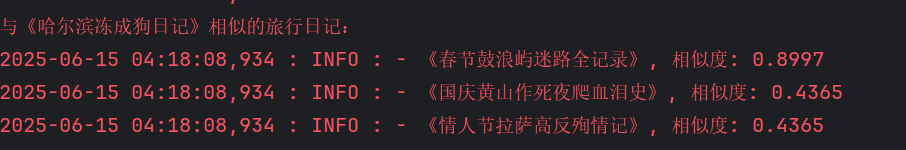 与《哈尔滨冻成狗日记》相似的旅行日记:
2025-06-15 04:18:08,934 : INFO : - 《春节鼓浪屿迷路全记录》, 相似度: 0.8997
2025-06-15 04:18:08,934 : INFO : - 《国庆黄山作死夜爬血泪史》, 相似度: 0.4365
2025-06-15 04:18:08,934 : INFO : - 《情人节拉萨高反殉情记》, 相似度: 0.4365